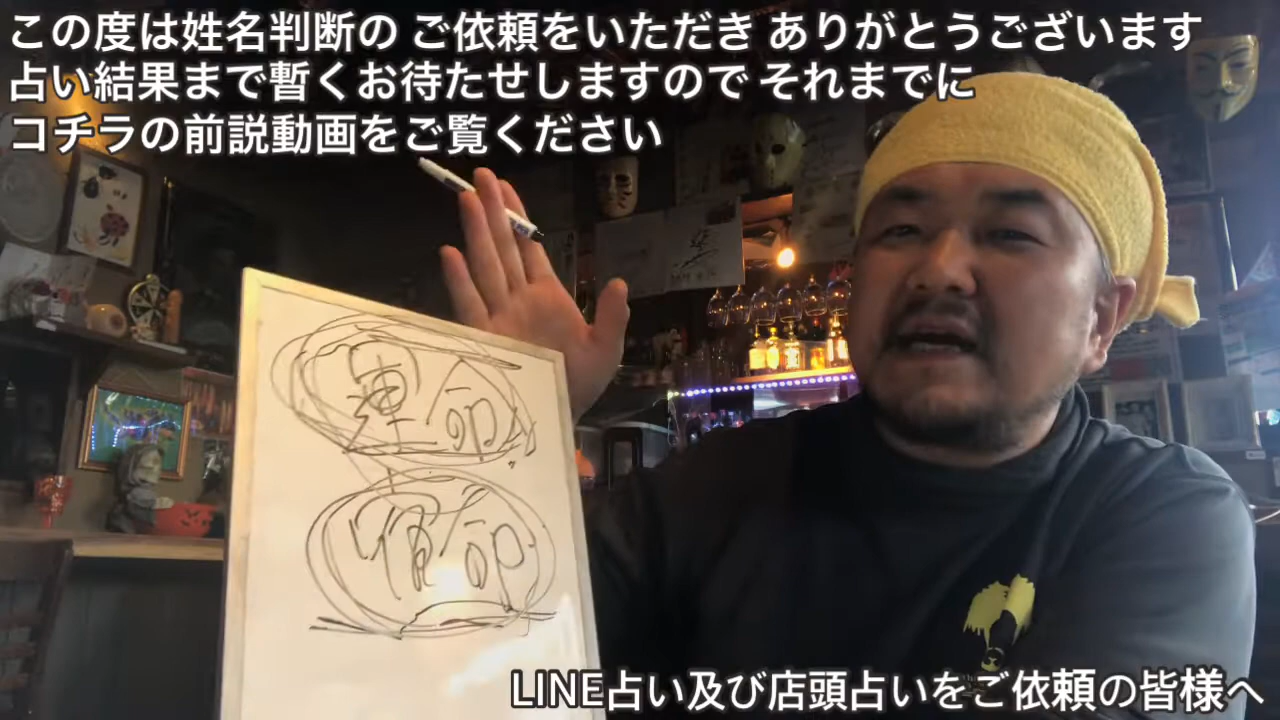 この度は姓名判断の ご依頼をいただき ありがとうございます
占い結果まで暫くお待たせしますので それまでに
コチラの前説動画をご覧ください
運命
宿命
LINE占い及び店頭占いをご依頼の皆様へ